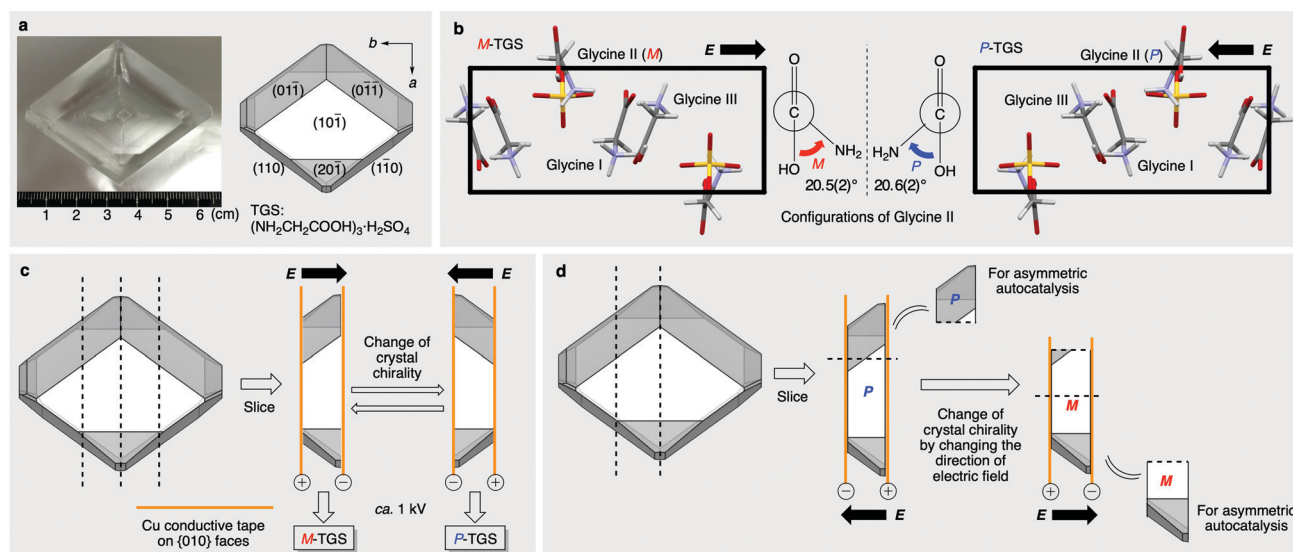 a
b
a
(011̄)
(01̄1̄)
(101̄)
(110)
(201̄)
(11̄0)
1 2 3 4 5 6 (cm)
TGS:
(NH2CH2COOH)3·H2SO4
b
M-TGS
Glycine II (M)
E
Glycine III
Glycine I
O
C
HO
NH2
M
20.5(2)°
O
C
H2N
OH
P
20.6(2)°
Configurations of Glycine II
P-TGS
Glycine II (P)
E
Glycine III
Glycine I
c
Slice
E
E
Change of
crystal
chirality
+ −
− +
ca. 1 kV
M-TGS
P-TGS
Cu conductive tape
on {010} faces
d
Slice
P
P
For asymmetric
autocatalysis
− +
E
Change of
crystal chirality
by changing the
direction of
electric field
M
+ −
E
M
For asymmetric
autocatalysis